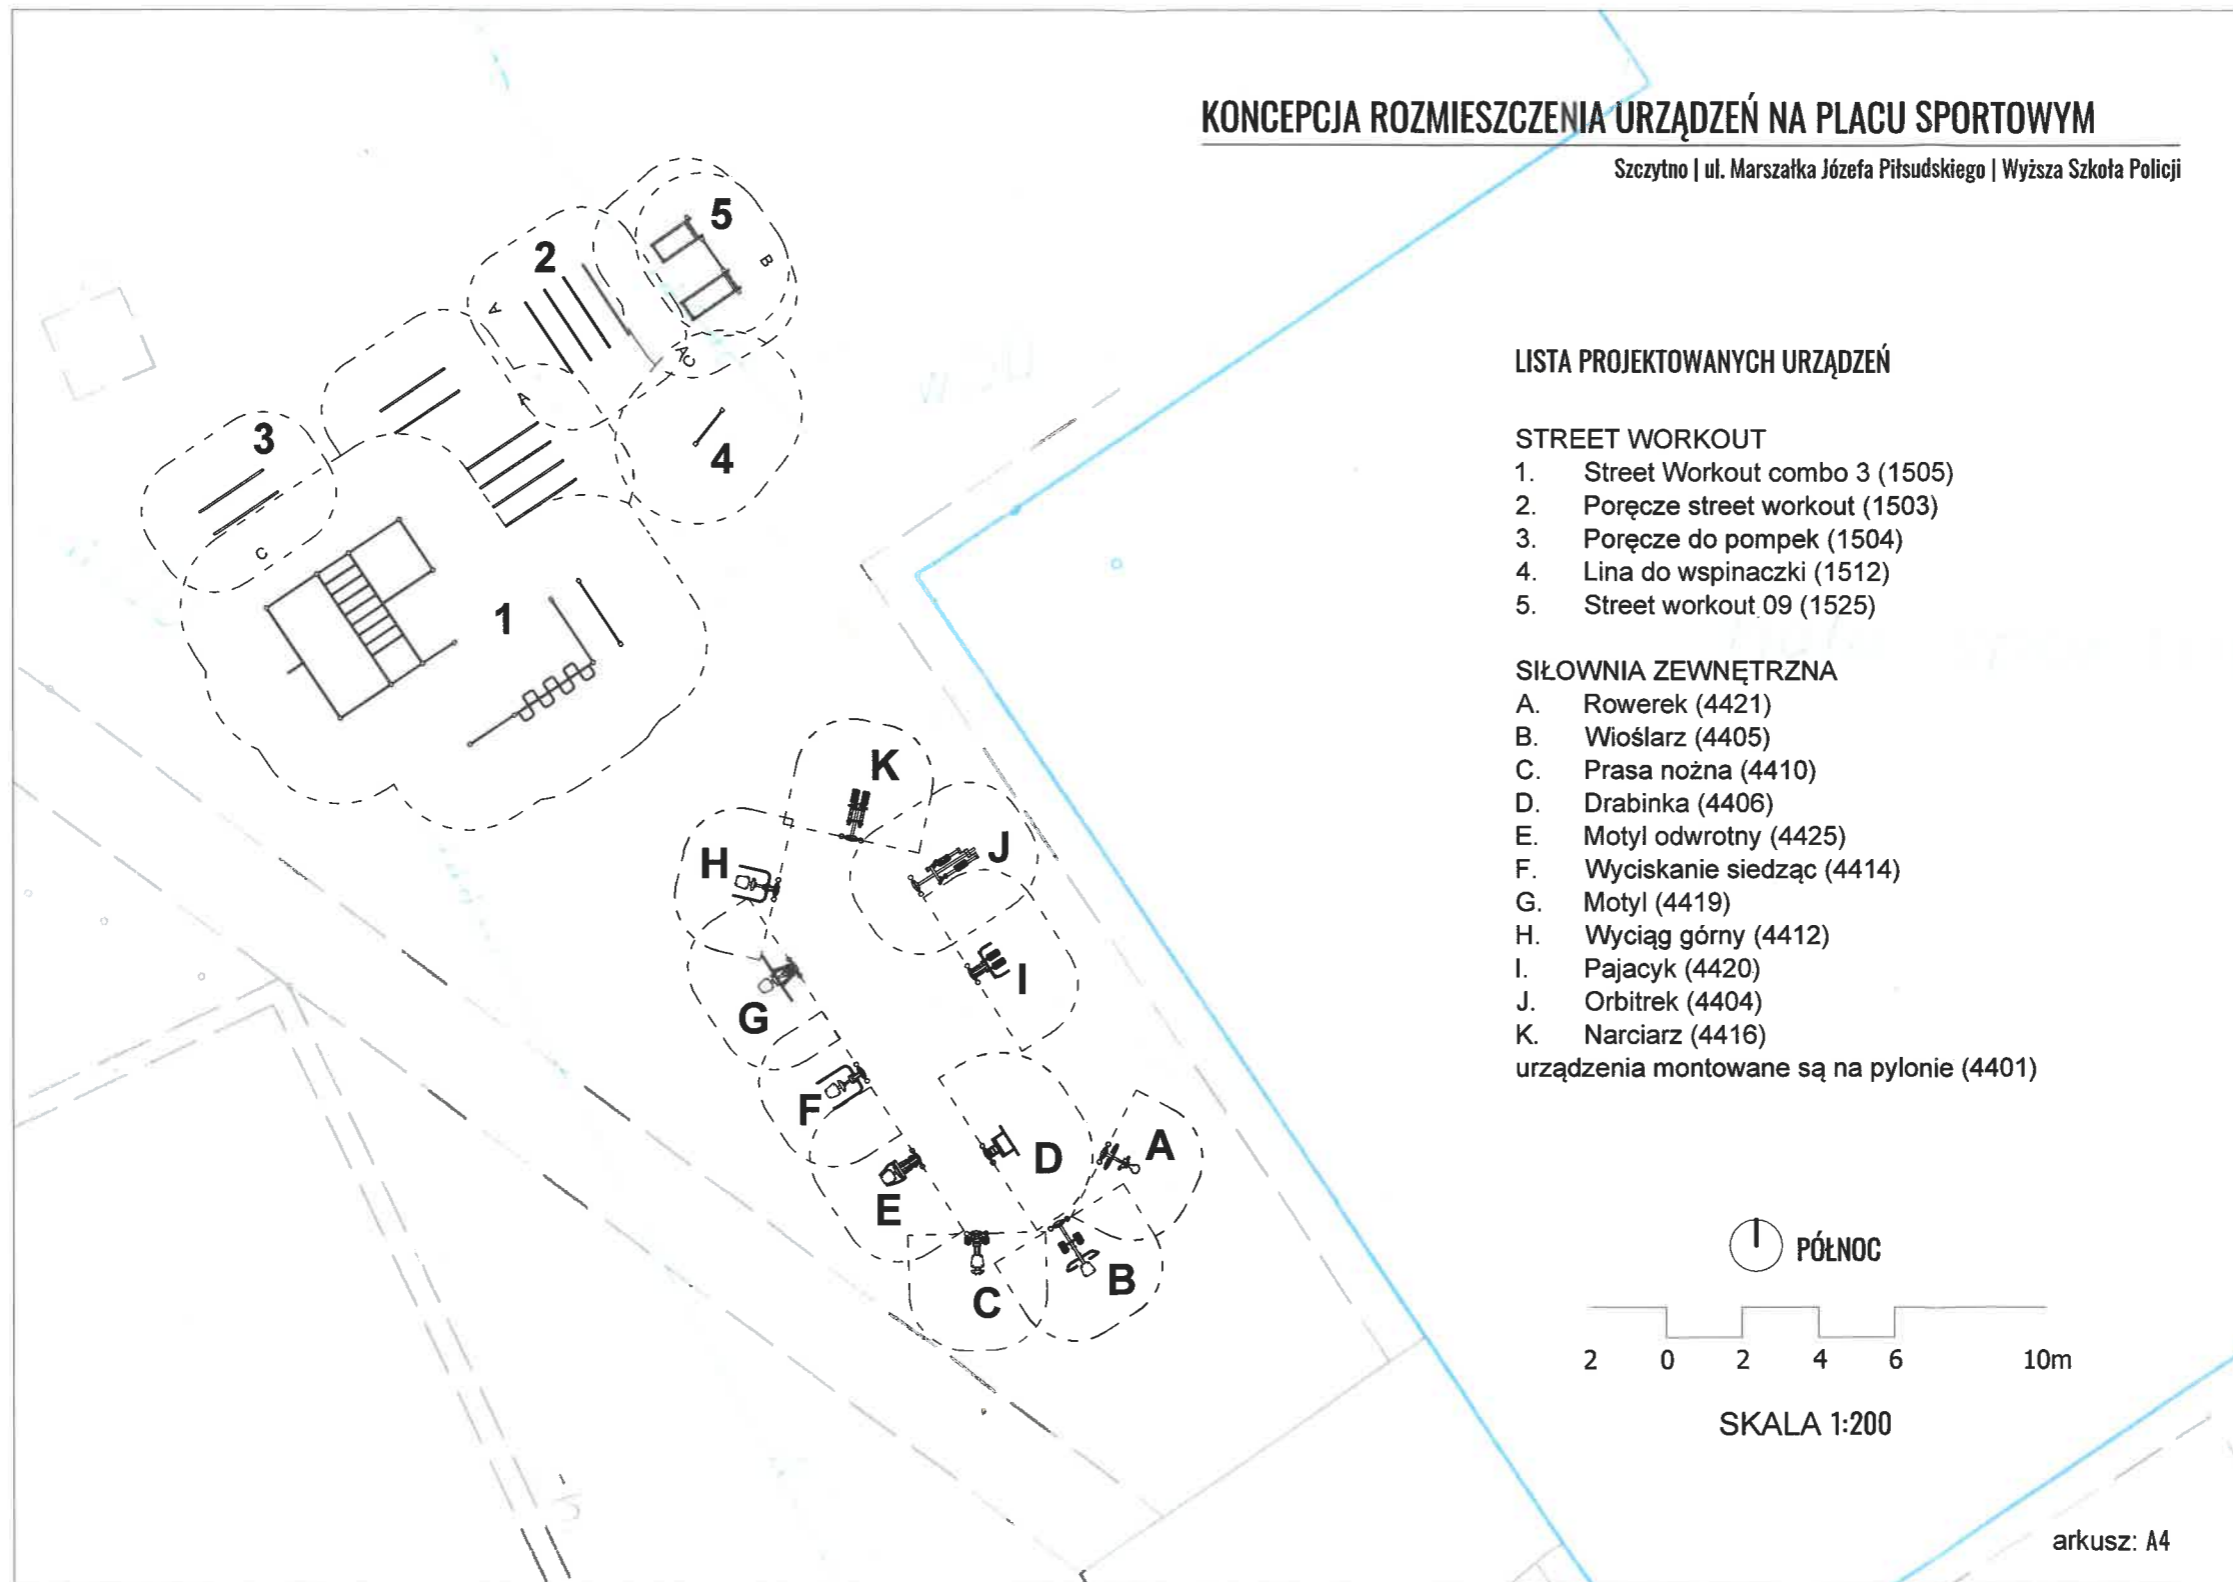 KONCEPCJA ROZMIESZCZENIA URZĄDZEŃ NA PLACU SPORTOWYM
Szczytno | ul. Marszałka Józefa Piłsudskiego | Wyższa Szkoła Policji
5
2
B
A
AC
A
3
4
C
1
LISTA PROJEKTOWANYCH URZĄDZEŃ
STREET WORKOUT
1. Street Workout combo 3 (1505)
2. Poręcze street workout (1503)
3. Poręcze do pompek (1504)
4. Lina do wspinaczki (1512)
5. Street workout 09 (1525)
SIŁOWNIA ZEWNĘTRZNA
A. Rowerek (4421)
B. Wioślarz (4405)
C. Prasa nożna (4410)
D. Drabinka (4406)
E. Motyl odwrotny (4425)
F. Wyciskanie siedząc (4414)
G. Motyl (4419)
H. Wyciąg górny (4412)
I. Pajacyk (4420)
J. Orbitrek (4404)
K. Narciarz (4416)
urządzenia montowane są na pylonie (4401)
K
J
H
I
G
F
D
A
E
B
C
PÓŁNOC
2 0 2 4 6 10m
SKALA 1:200
arkusz: A4